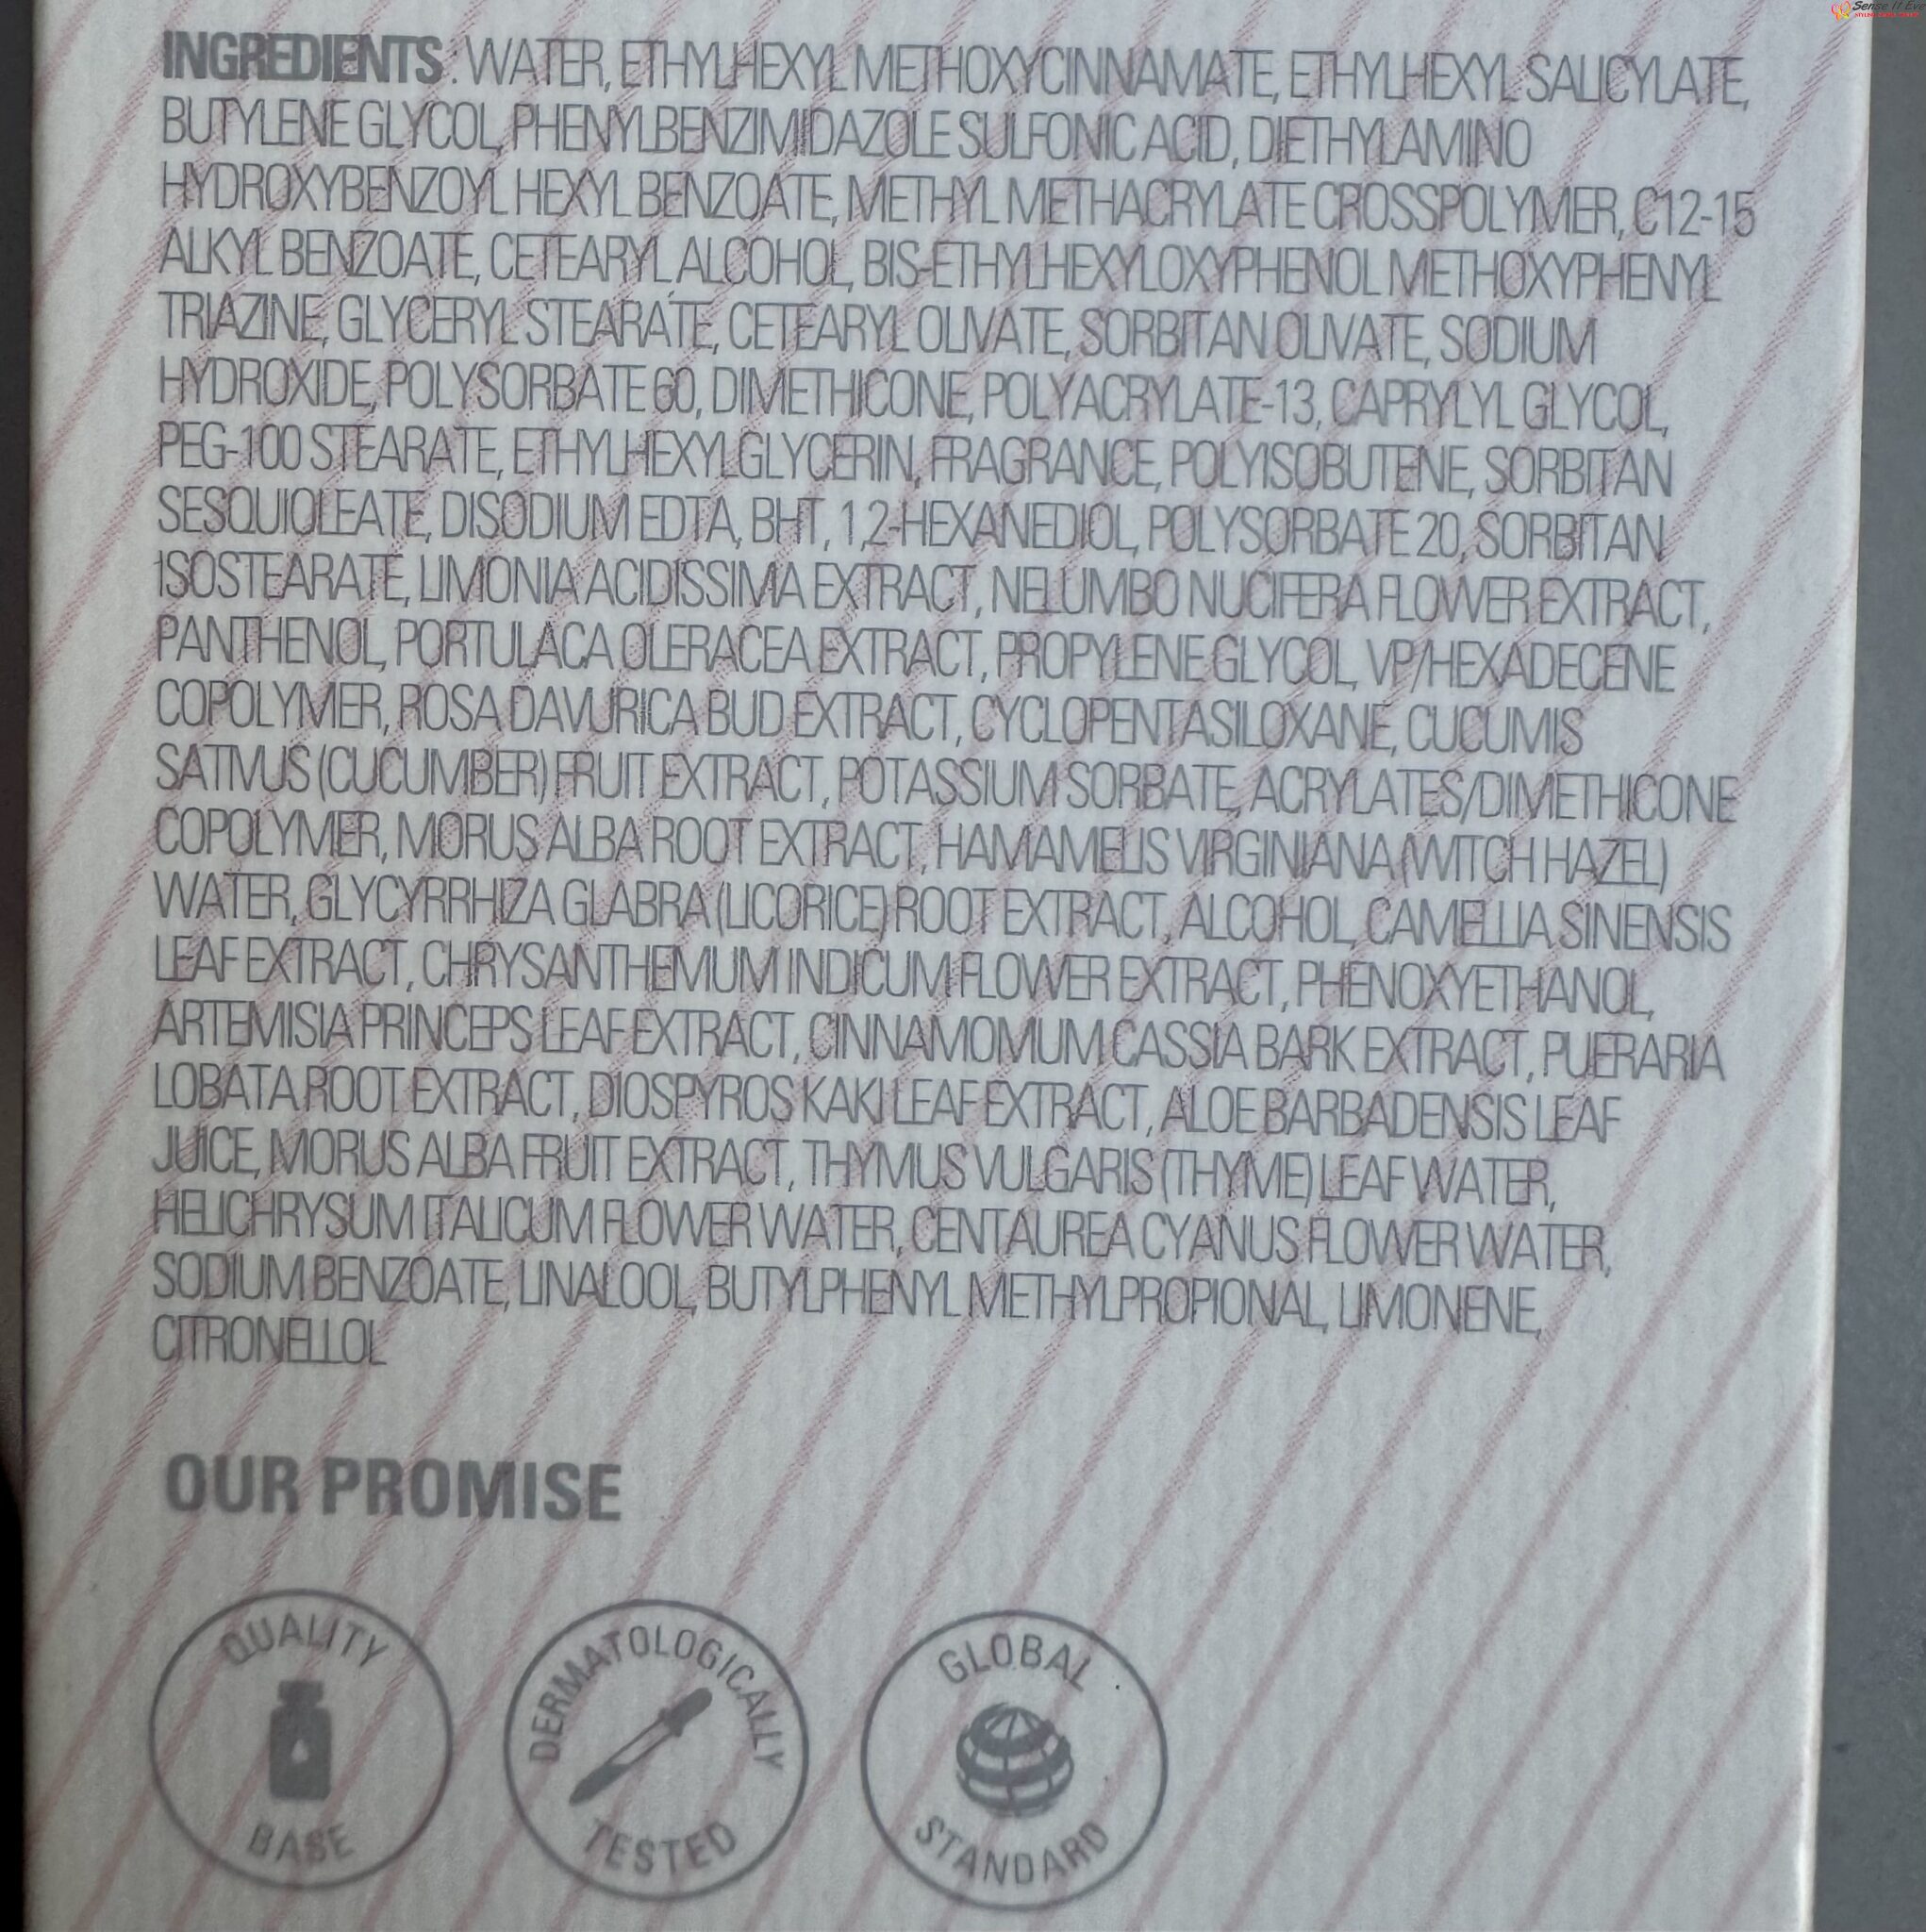 Sense It Eve
INGREDIENTS : WATER, ETHYLHEXYL METHOXYCINNAMATE, ETHYLHEXYL SALICYLATE,
BUTYLENE GLYCOL, PHENYLBENZIMIDAZOLE SULFONIC ACID, DIETHYLAMINO
HYDROXYBENZOYL HEXYL BENZOATE, METHYL METHACRYLATE CROSSPOLYMER, C12-15
ALKYL BENZOATE, CETEARYL ALCOHOL, BIS-ETHYLHEXYLOXYPHENOL METHOXYPHENYL
TRIAZINE, GLYCERYL STEARATE, CETEARYL OLIVATE, SORBITAN OLIVATE, SODIUM
HYDROXIDE, POLYSORBATE 60, DIMETHICONE, POLYACRYLATE-13, CAPRYLYL GLYCOL,
PEG-100 STEARATE, ETHYLHEXYLGLYCERIN, FRAGRANCE, POLYISOBUTENE, SORBITAN
SESQUIOLEATE, DISODIUM EDTA, BHT, 1,2-HEXANEDIOL, POLYSORBATE 20, SORBITAN
ISOSTEARATE, LIMONIA ACIDISSIMA EXTRACT, NELUMBO NUCIFERA FLOWER EXTRACT,
PANTHENOL, PORTULACA OLERACEA EXTRACT, PROPYLENE GLYCOL, VP/HEXADECENE
COPOLYMER, ROSA DAVURICA BUD EXTRACT, CYCLOPENTASILOXANE, CUCUMIS
SATIVUS (CUCUMBER) FRUIT EXTRACT, POTASSIUM SORBATE, ACRYLATES/DIMETHICONE
COPOLYMER, MORUS ALBA ROOT EXTRACT, HAMAMELIS VIRGINIANA (WITCH HAZEL)
WATER, GLYCYRRHIZA GLABRA (LICORICE) ROOT EXTRACT, ALCOHOL, CAMELLIA SINENSIS
LEAF EXTRACT, CHRYSANTHEMUM INDICUM FLOWER EXTRACT, PHENOXYETHANOL,
ARTEMISIA PRINCEPS LEAF EXTRACT, CINNAMOMUM CASSIA BARK EXTRACT, PUERARIA
LOBATA ROOT EXTRACT, DIOSPYROS KAKI LEAF EXTRACT, ALOE BARBADENSIS LEAF
JUICE, MORUS ALBA FRUIT EXTRACT, THYMUS VULGARIS (THYME) LEAF WATER,
HELICHRYSUM ITALICUM FLOWER WATER, CENTAUREA CYANUS FLOWER WATER,
SODIUM BENZOATE, LINALOOL, BUTYLPHENYL METHYLPROPIONAL, LIMONENE,
CITRONELLOL
OUR PROMISE
QUALITY
BASE
DERMATOLOGICALLY
TESTED
GLOBAL
STANDARD